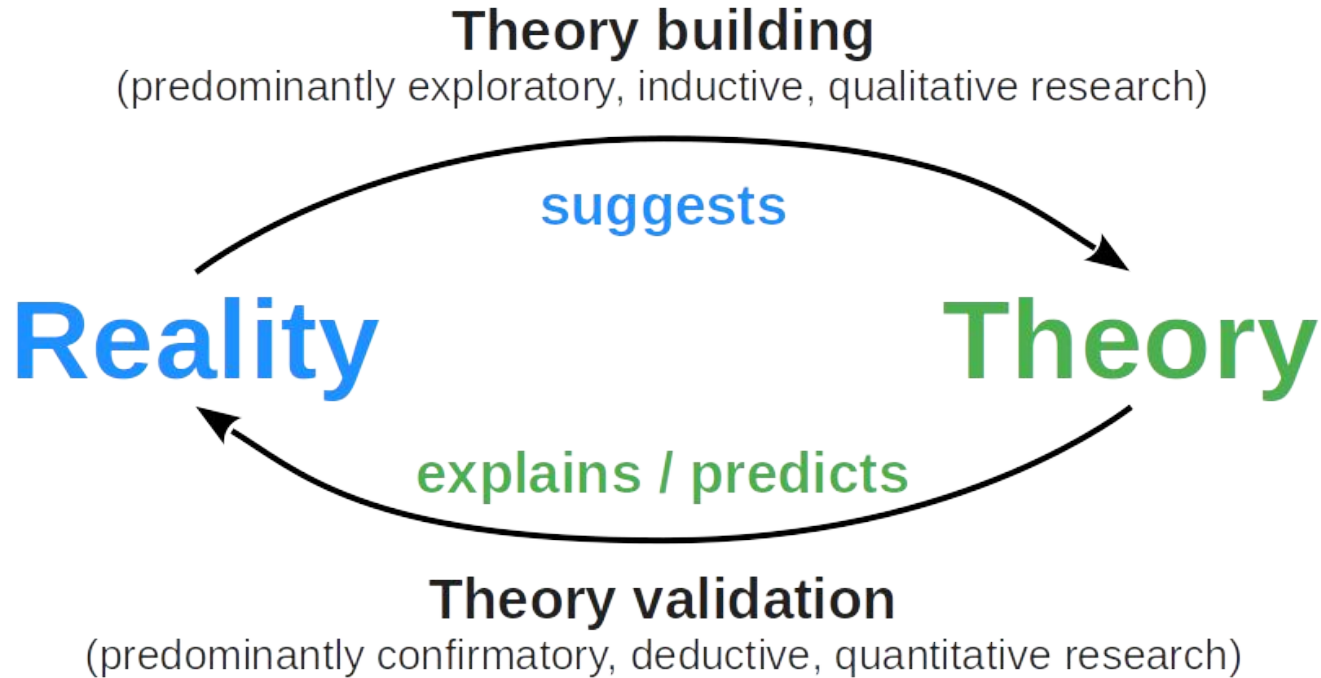 Theory building
(predominantly exploratory, inductive, qualitative research)
suggests
Reality
Theory
explains / predicts
Theory validation
(predominantly confirmatory, deductive, quantitative research)